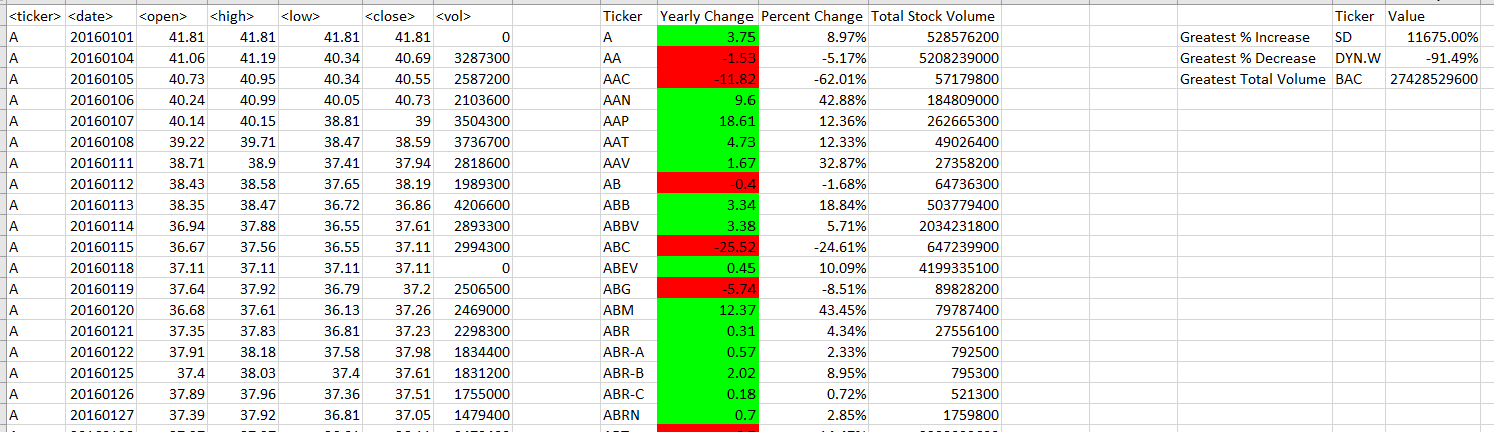 <ticker> <date> <open> <high> <low> <close> <vol> Ticker Yearly Change Percent Change Total Stock Volume Ticker Value
A 20160101 41.81 41.81 41.81 41.81 0 A 3.75 8.97% 528576200 Greatest % Increase SD 11675.00%
A 20160104 41.06 41.19 40.34 40.69 3287300 AA -1.53 -5.17% 5208239000 Greatest % Decrease DYN.W -91.49%
A 20160105 40.73 40.95 40.34 40.55 2587200 AAC -11.82 -62.01% 57179800 Greatest Total Volume BAC 27428529600
A 20160106 40.24 40.99 40.05 40.73 2103600 AAN 9.6 42.88% 184809000
A 20160107 40.14 40.15 38.81 39 3504300 AAP 18.61 12.36% 262665300
A 20160108 39.22 39.71 38.47 38.59 3736700 AAT 4.73 12.33% 49026400
A 20160111 38.71 38.9 37.41 37.94 2818600 AAV 1.67 32.87% 27358200
A 20160112 38.43 38.58 37.65 38.19 1989300 AB -0.4 -1.68% 64736300
A 20160113 38.35 38.47 36.72 36.86 4206600 ABB 3.34 18.84% 503779400
A 20160114 36.94 37.88 36.55 37.61 2893300 ABBV 3.38 5.71% 2034231800
A 20160115 36.67 37.56 36.55 37.11 2994300 ABC -25.52 -24.61% 647239900
A 20160118 37.11 37.11 37.11 37.11 0 ABEV 0.45 10.09% 4199335100
A 20160119 37.64 37.92 36.79 37.2 2506500 ABG -5.74 -8.51% 89828200
A 20160120 36.68 37.61 36.13 37.26 2469000 ABM 12.37 43.45% 79787400
A 20160121 37.35 37.83 36.81 37.23 2298300 ABR 0.31 4.34% 27556100
A 20160122 37.91 38.18 37.58 37.98 1834400 ABR-A 0.57 2.33% 792500
A 20160125 37.4 38.03 37.4 37.61 1831200 ABR-B 2.02 8.95% 795300
A 20160126 37.89 37.96 37.36 37.51 1755000 ABR-C 0.18 0.72% 521300
A 20160127 37.39 37.92 36.81 37.05 1479400 ABRN 0.7 2.85% 1759800